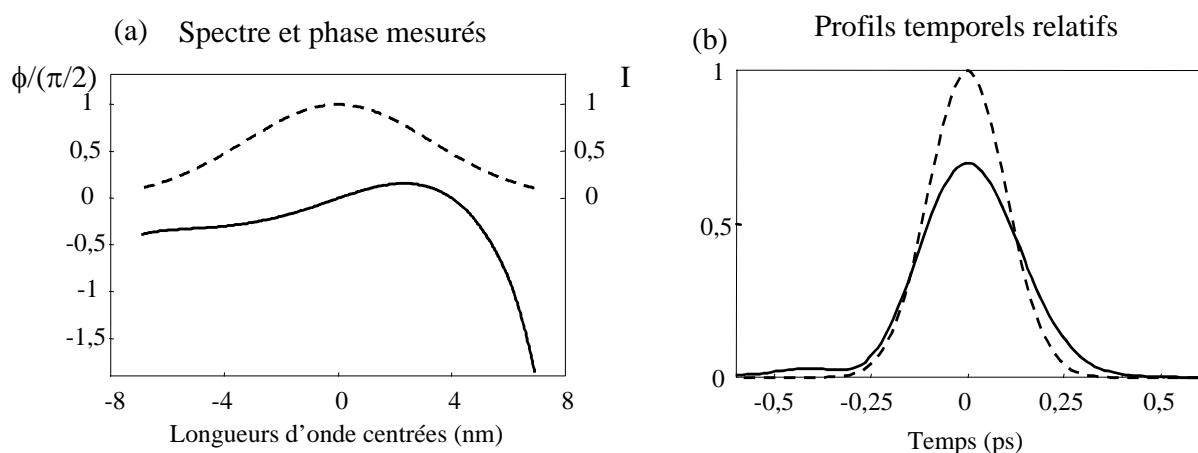 (a) Spectre et phase mesurés
ϕ/(π/2)
I
1
0,5
0
-0,5
-1
-1,5
1
0,5
0
-8 -4 0 4 8
Longueurs d'onde centrées (nm)
(b) Profils temporels relatifs
1
0,5
0
-0,5 -0,25 0 0,25 0,5
Temps (ps)